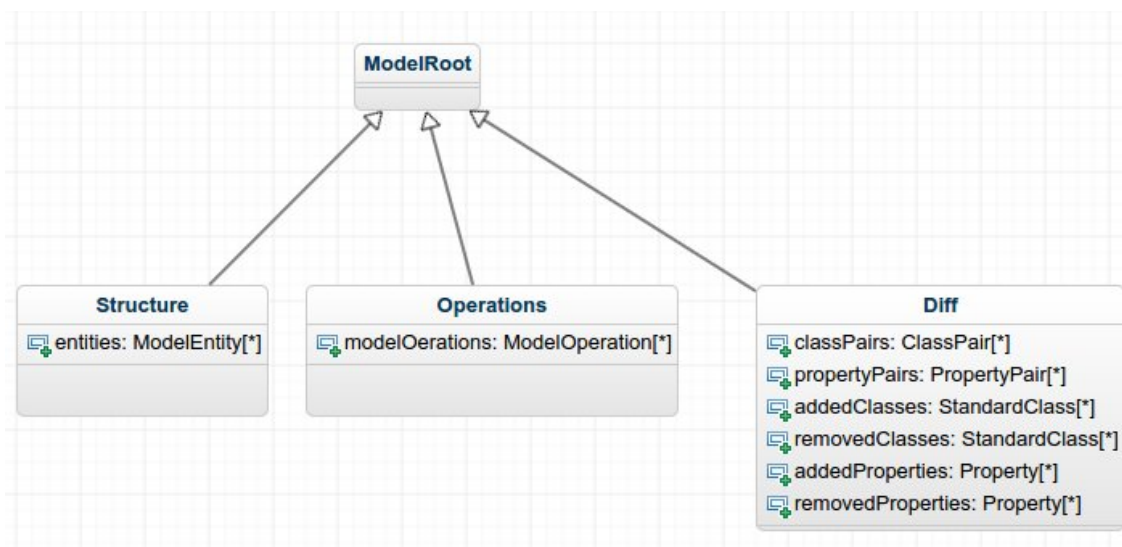 ModelRoot
Structure
entities: ModelEntity[*]
Operations
modelOerations: ModelOperation[*]
Diff
classPairs: ClassPair[*]
propertyPairs: PropertyPair[*]
addedClasses: StandardClass[*]
removedClasses: StandardClass[*]
addedProperties: Property[*]
removedProperties: Property[*]